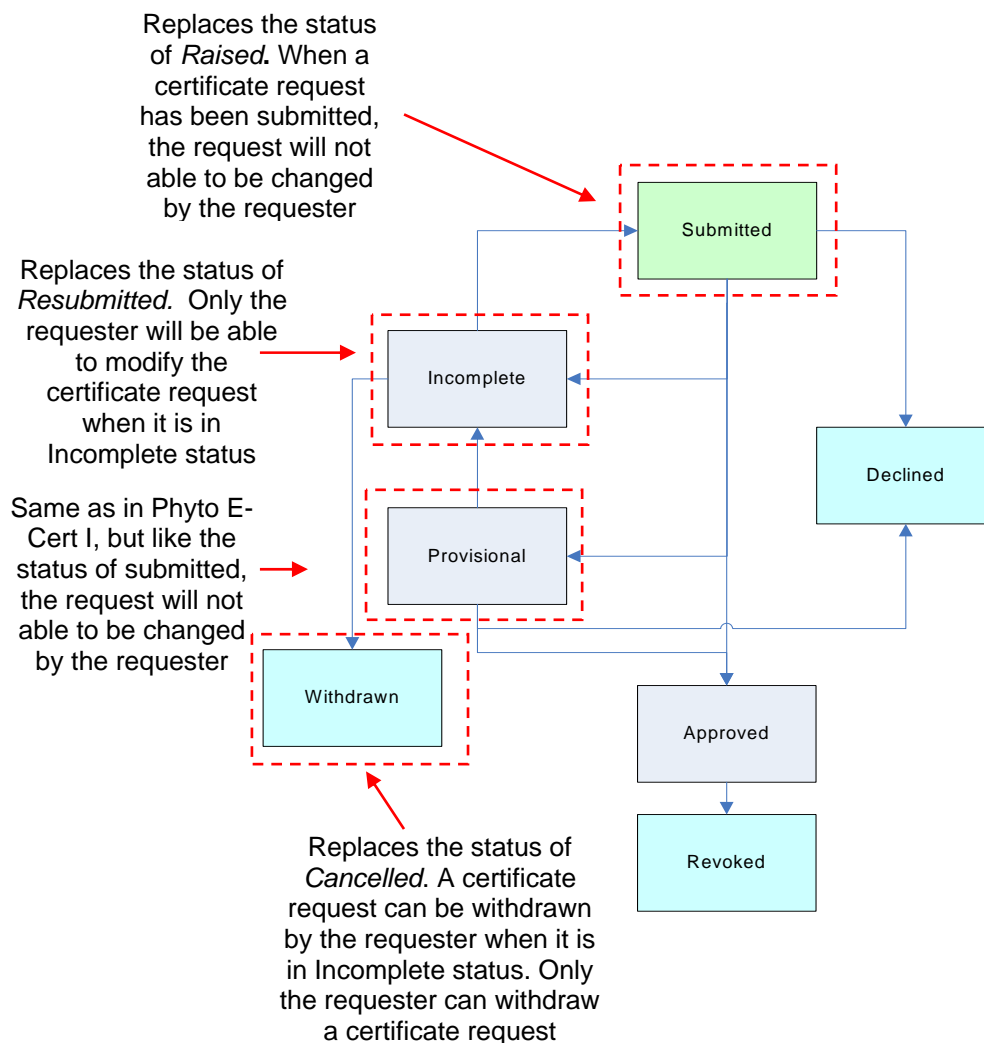 Replaces the status
of Raised. When a
certificate request
has been submitted,
the request will not
able to be changed
by the requester
Submitted
Replaces the status of
Resubmitted.  Only the
requester will be able
to modify the
certificate request
when it is in
Incomplete status
Incomplete
Declined
Same as in Phyto E-
Cert I, but like the
status of submitted,
the request will not
able to be changed
by the requester
Provisional
Withdrawn
Approved
Revoked
Replaces the status of
Cancelled. A certificate
request can be withdrawn
by the requester when it is
in Incomplete status. Only
the requester can withdraw
a certificate request